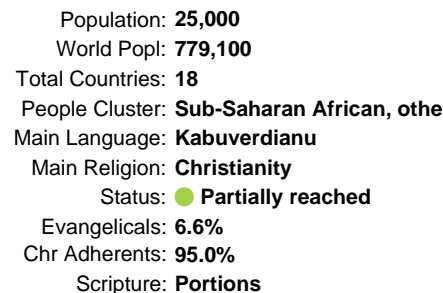 Population: 25,000
World Popl: 779,100
Total Countries: 18
People Cluster: Sub-Saharan African, othe
Main Language: Kabuverdianu
Main Religion: Christianity
Status: Partially reached
Evangelicals: 6.6%
Chr Adherents: 95.0%
Scripture: Portions